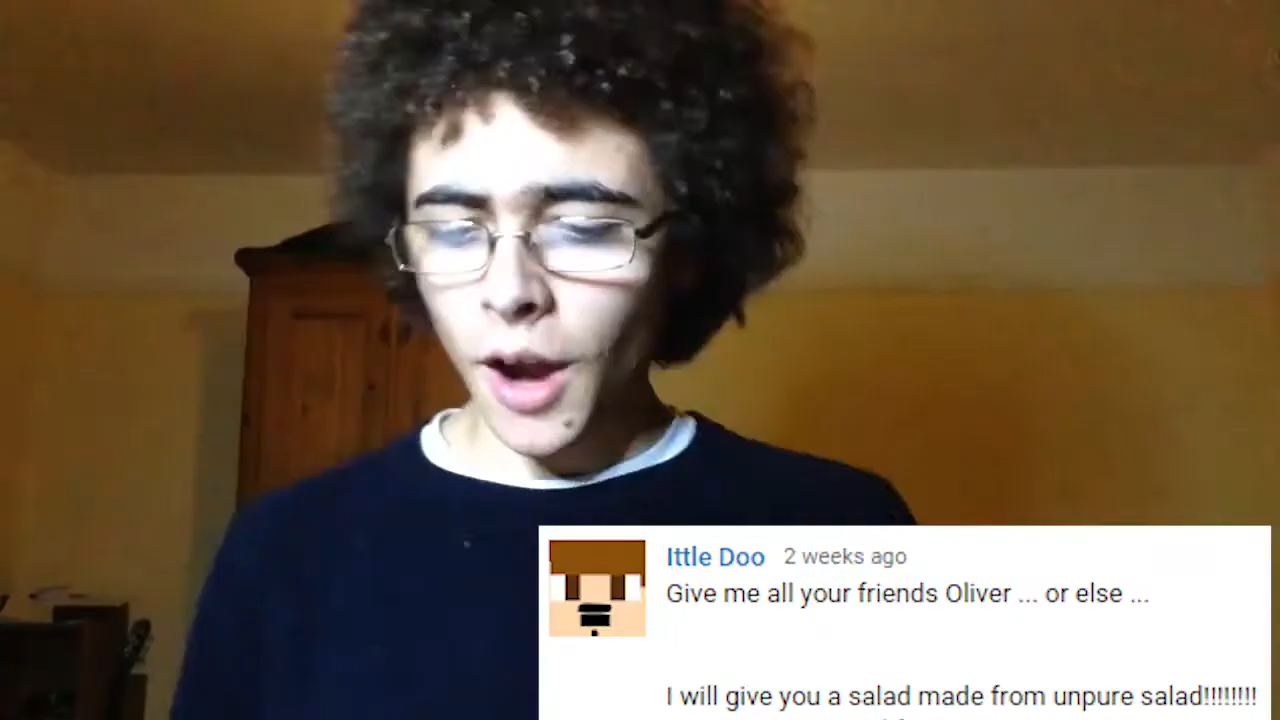 Ittle Doo 2 weeks ago
Give me all your friends Oliver ... or else ...
I will give you a salad made from unpure salad!!!!!!!!